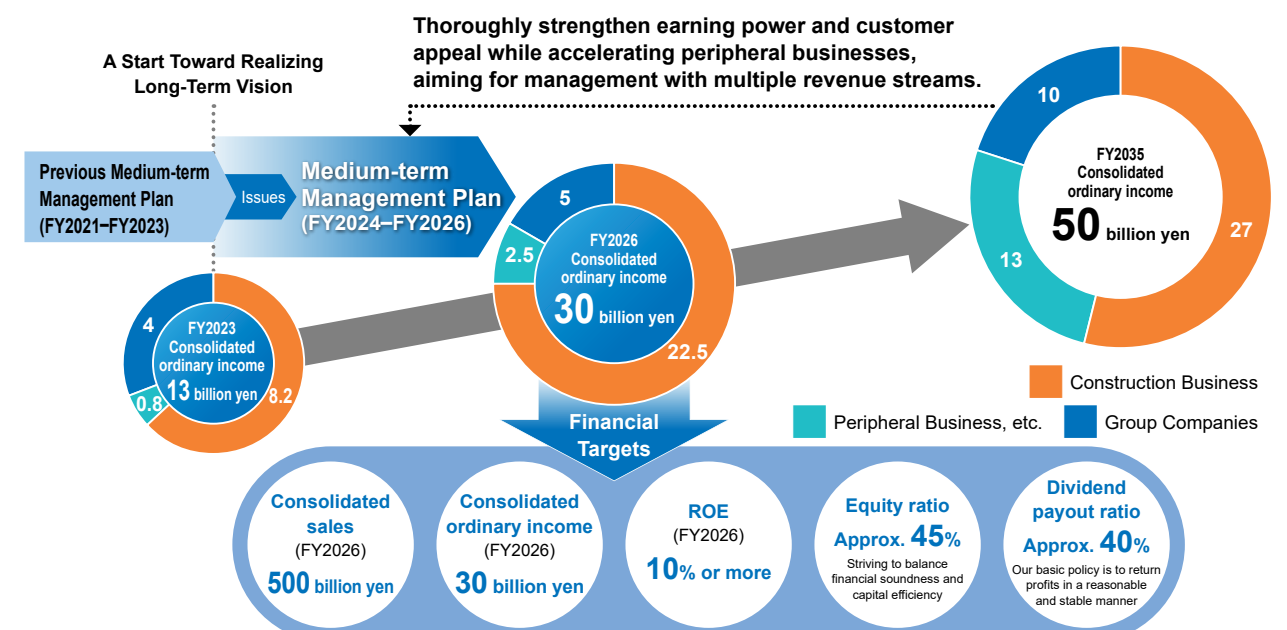 Thoroughly strengthen earning power and customer
appeal while accelerating peripheral businesses,
aiming for management with multiple revenue streams.
A Start Toward Realizing
Long-Term Vision
Previous Medium-term
Management Plan
(FY2021–FY2023)
Issues
Medium-term
Management Plan
(FY2024–FY2026)
4
0.8
8.2
FY2023
Consolidated
ordinary income
13 billion yen
5
2.5
22.5
FY2026
Consolidated
ordinary income
30 billion yen
10
13
27
FY2035
Consolidated
ordinary income
50 billion yen
Construction Business
Peripheral Business, etc.
Group Companies
Financial
Targets
Consolidated
sales
(FY2026)
500 billion yen
Consolidated
ordinary income
(FY2026)
30 billion yen
ROE
(FY2026)
10% or more
Equity ratio
Approx. 45%
Striving to balance
financial soundness and
capital efficiency
Dividend
payout ratio
Approx. 40%
Our basic policy is to return
profits in a reasonable
and stable manner